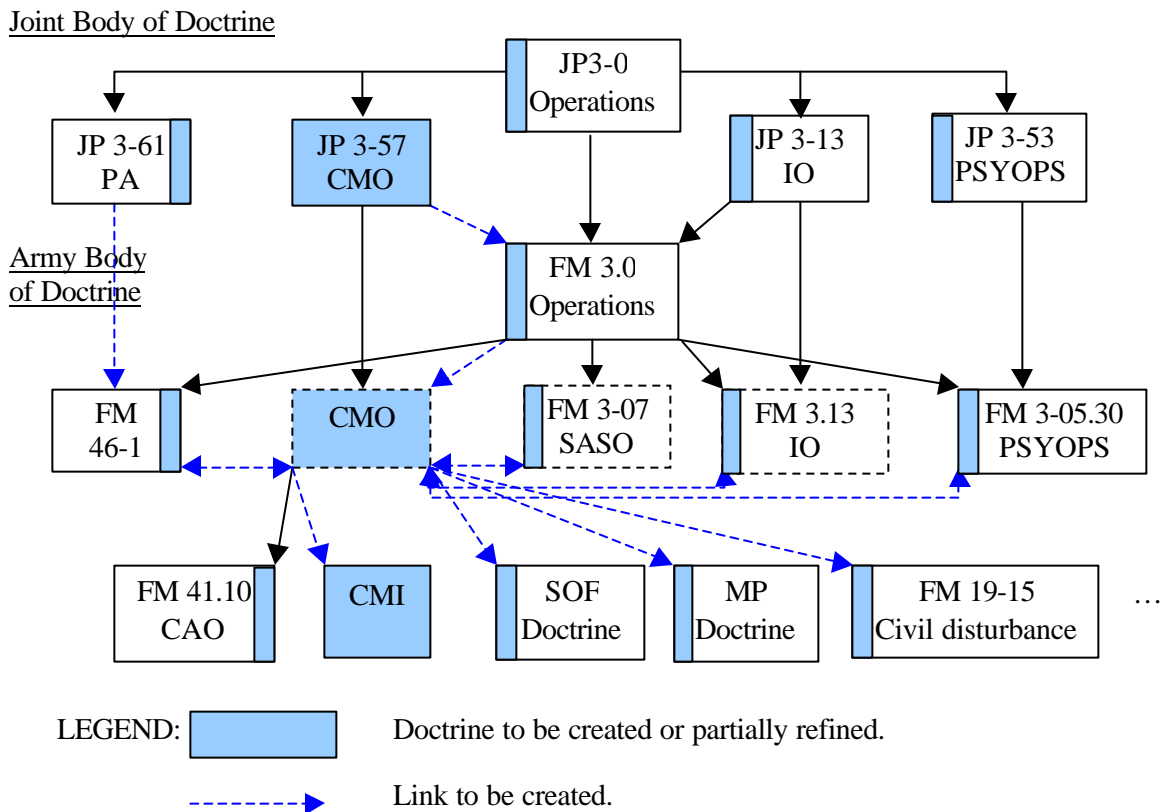 Joint Body of Doctrine
JP3-0
Operations
JP 3-61
PA
JP 3-57
CMO
JP 3-13
IO
JP 3-53
PSYOPS
Army Body
of Doctrine
FM 3.0
Operations
FM
46-1
CMO
FM 3-07
SASO
FM 3.13
IO
FM 3-05.30
PSYOPS
FM 41.10
CAO
CMI
SOF
Doctrine
MP
Doctrine
FM 19-15
Civil disturbance
…
LEGEND:
Doctrine to be created or partially refined.
Link to be created.